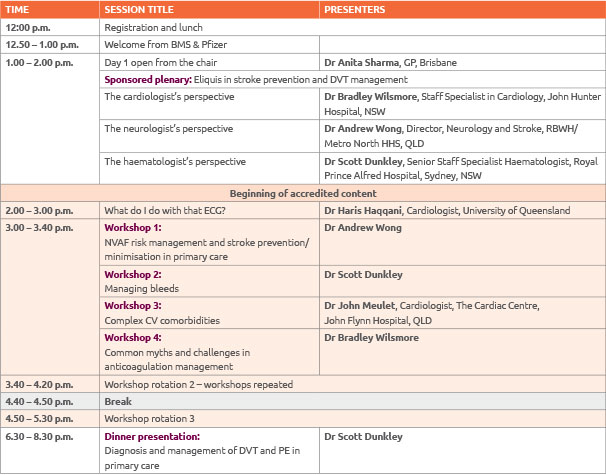 TIME SESSION TITLE PRESENTERS
12:00 p.m. Registration and lunch
12.50 – 1.00 p.m. Welcome from BMS & Pfizer
1.00 – 2.00 p.m. Day 1 open from the chair Dr Anita Sharma, GP, Brisbane
Sponsored plenary: Eliquis in stroke prevention and DVT management
The cardiologist's perspective Dr Bradley Wilsmore, Staff Specialist in Cardiology, John Hunter
Hospital, NSW
The neurologist's perspective Dr Andrew Wong, Director, Neurology and Stroke, RBWH/
Metro North HHS, QLD
The haematologist's perspective Dr Scott Dunkley, Senior Staff Specialist Haematologist, Royal
Prince Alfred Hospital, Sydney, NSW
Beginning of accredited content
2.00 – 3.00 p.m. What do I do with that ECG? Dr Haris Haqqani, Cardiologist, University of Queensland
3.00 – 3.40 p.m. Workshop 1: Dr Andrew Wong
NVAF risk management and stroke prevention/
minimisation in primary care
Workshop 2: Dr Scott Dunkley
Managing bleeds
Workshop 3: Dr John Meulet, Cardiologist, The Cardiac Centre,
Complex CV comorbidities John Flynn Hospital, QLD
Workshop 4: Dr Bradley Wilsmore
Common myths and challenges in
anticoagulation management
3.40 – 4.20 p.m. Workshop rotation 2 – workshops repeated
4.40 – 4.50 p.m. Break
4.50 – 5.30 p.m. Workshop rotation 3
6.30 – 8.30 p.m. Dinner presentation: Dr Scott Dunkley
Diagnosis and management of DVT and PE in
primary care